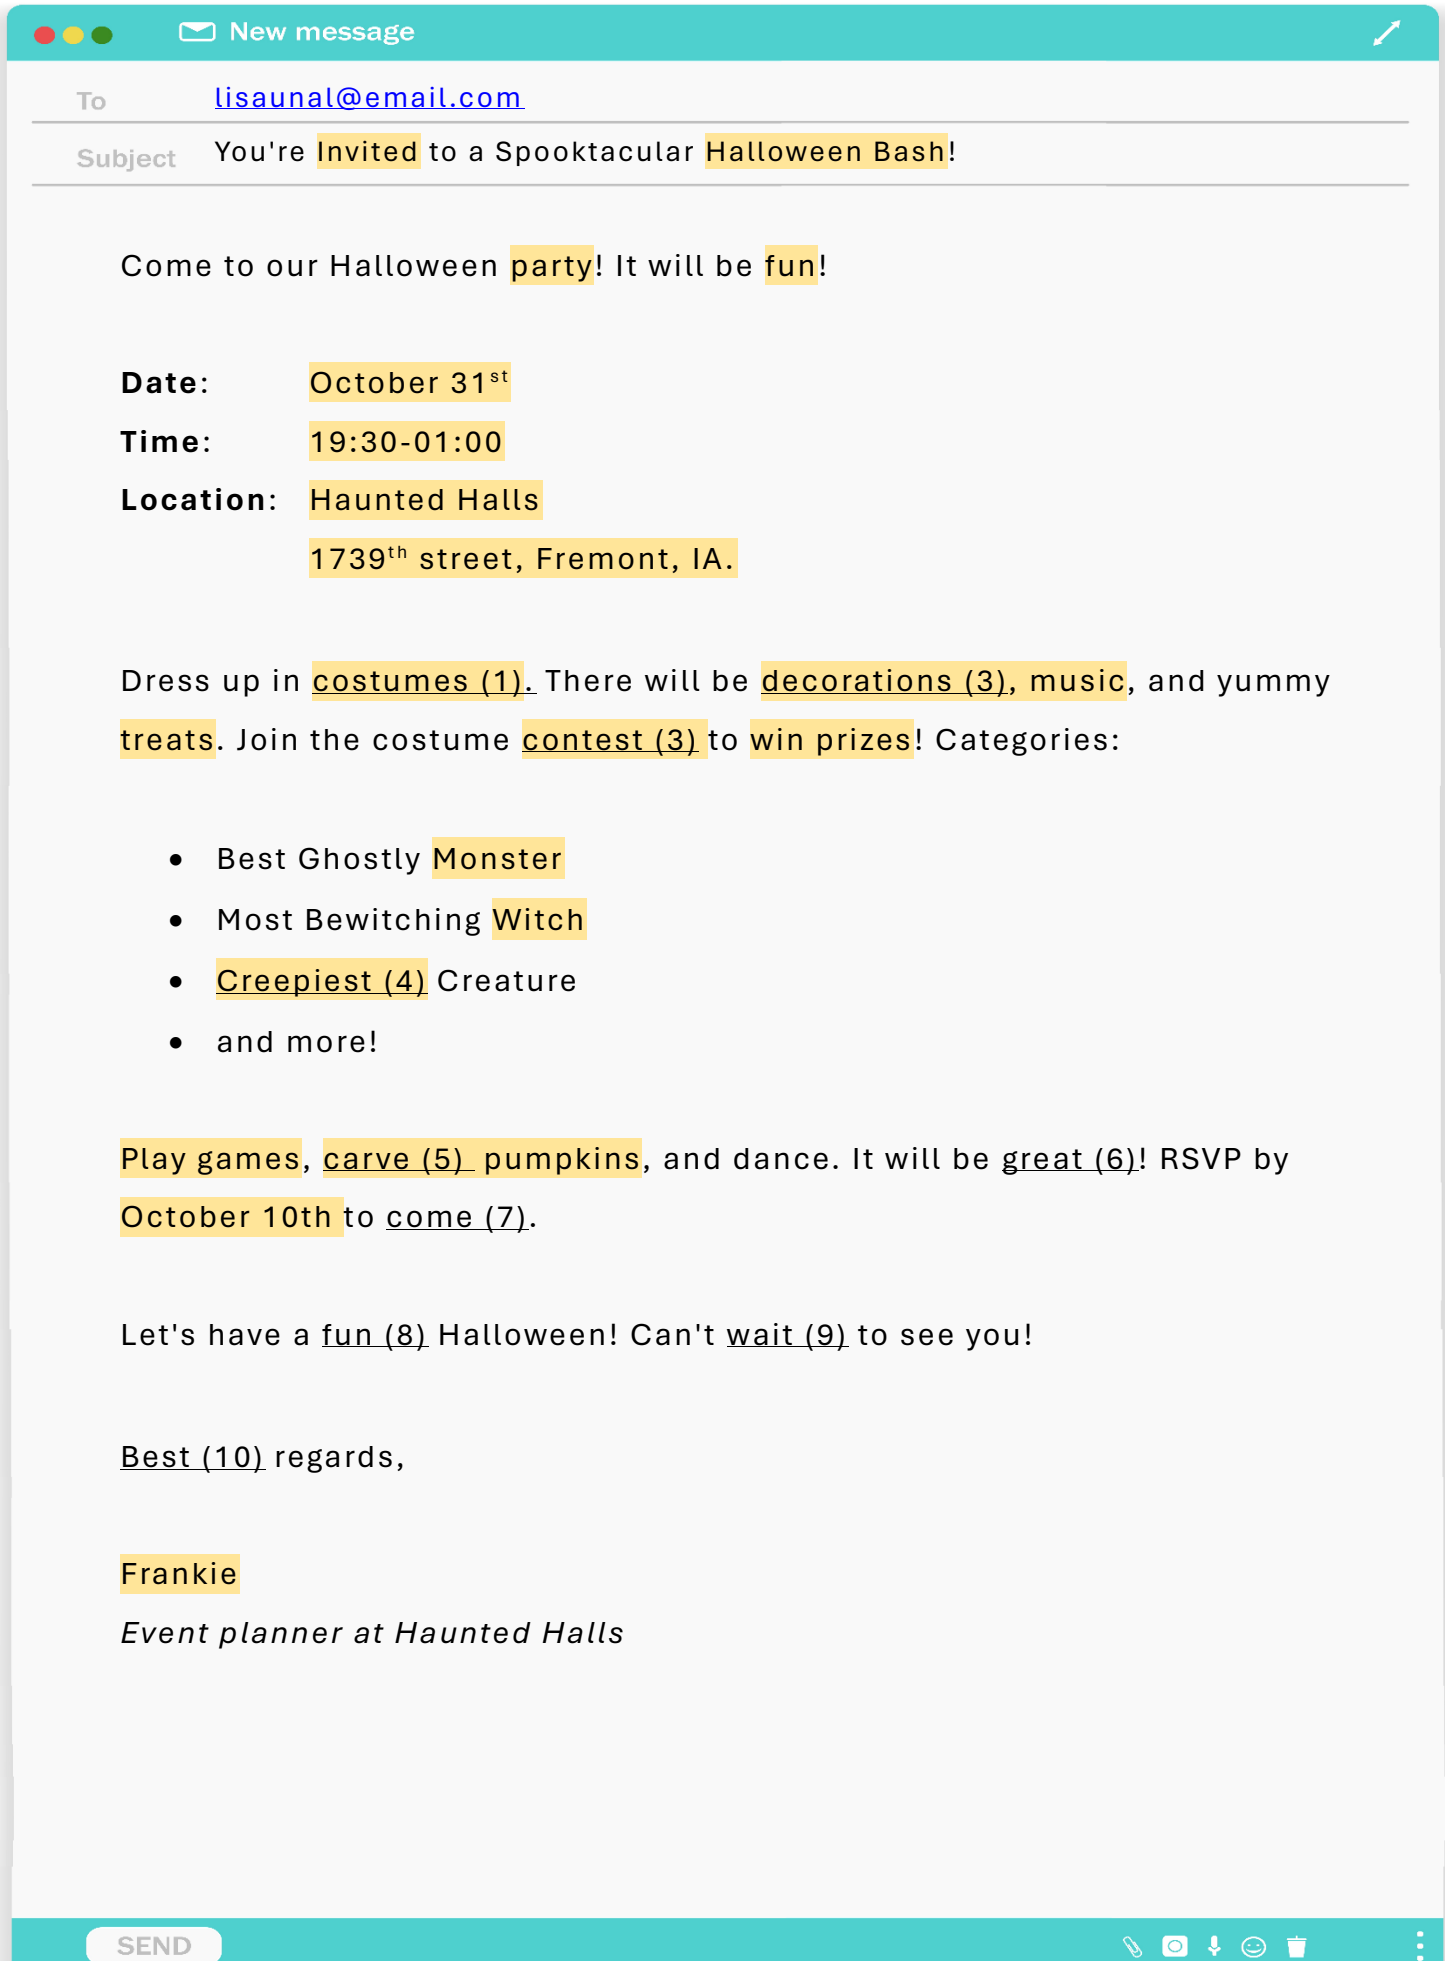 New message
To lisaunal@email.com
Subject You're Invited to a Spooktacular Halloween Bash!
Come to our Halloween party! It will be fun!
Date: October 31st
Time: 19:30-01:00
Location: Haunted Halls
1739th street, Fremont, IA.
Dress up in costumes (1). There will be decorations (3), music, and yummy
treats. Join the costume contest (3) to win prizes! Categories:
• Best Ghostly Monster
• Most Bewitching Witch
• Creepiest (4) Creature
• and more!
Play games, carve (5) pumpkins, and dance. It will be great (6)! RSVP by
October 10th to come (7).
Let's have a fun (8) Halloween! Can't wait (9) to see you!
Best (10) regards,
Frankie
Event planner at Haunted Halls
SEND